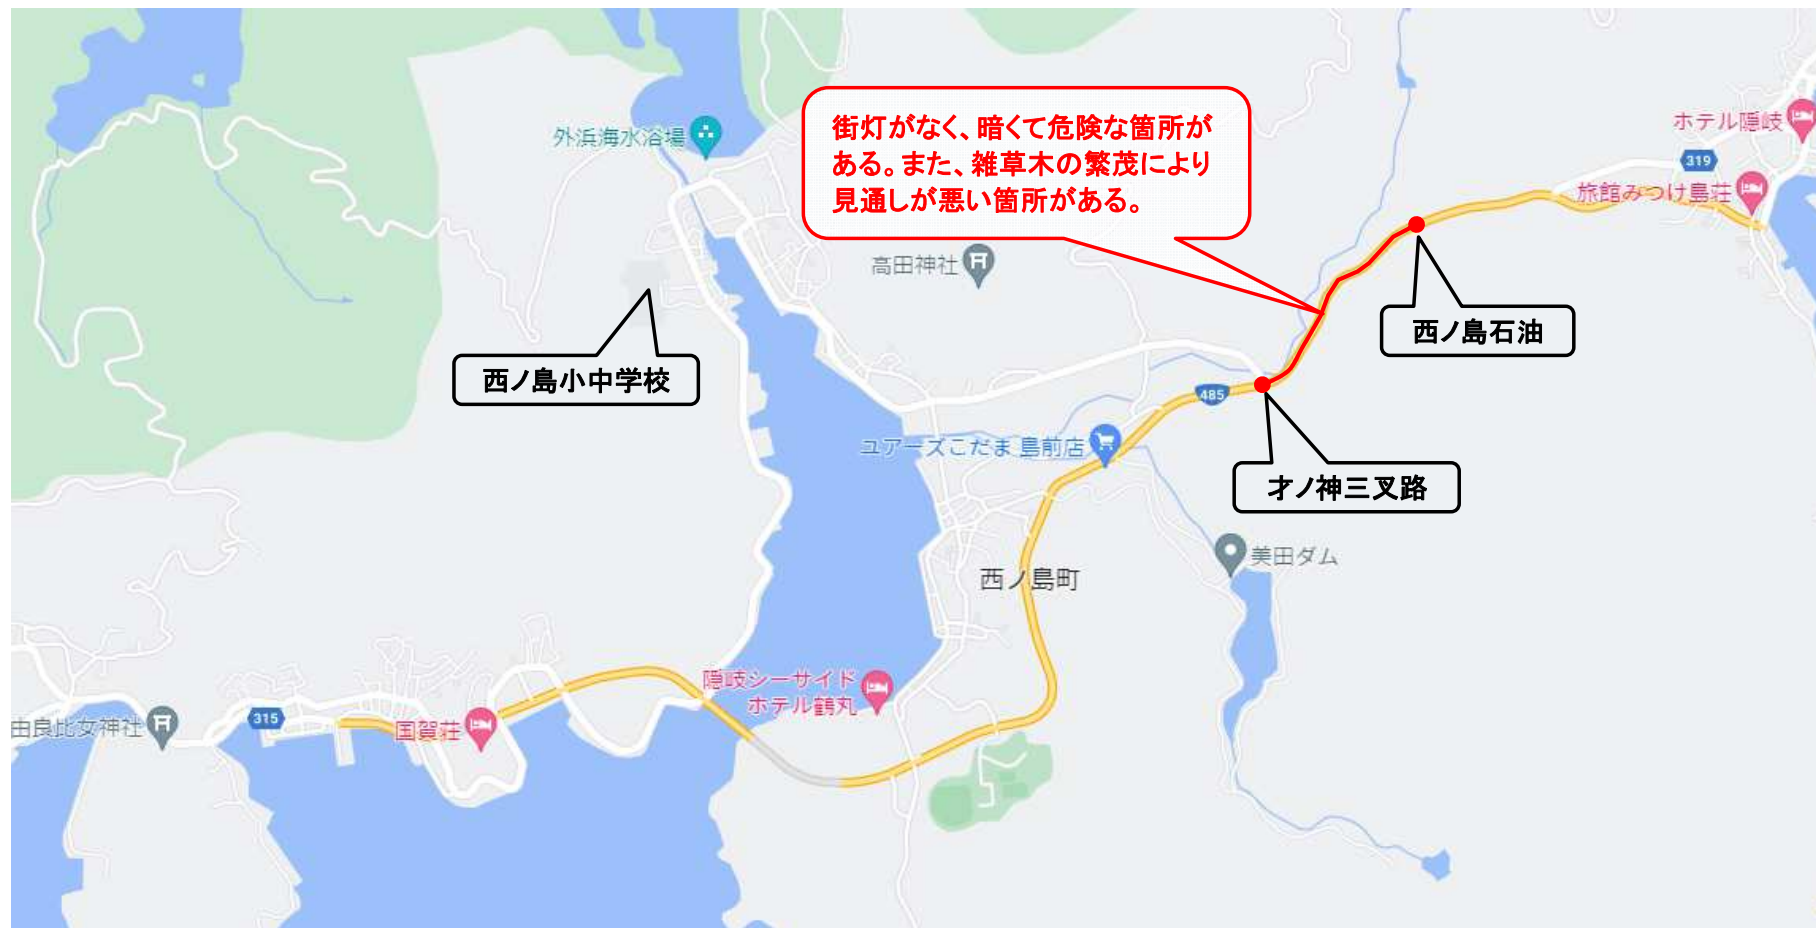 街灯がなく、暗くて危険な箇所が
ある。また、雑草木の繁茂により
見通しが悪い箇所がある。
外浜海水浴場
ホテル隠岐
319
旅館みつけ島荘
高田神社
西ノ島石油
西ノ島小中学校
485
ユアーズこだま 島前店
才ノ神三叉路
美田ダム
西ノ島町
隠岐シーサイド
ホテル鶴丸
由良比女神社
315
国賀荘